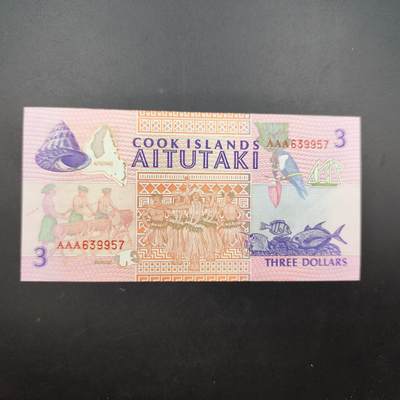 COOK ISLANDS
AITUTAKI
3
AAA639957
AAA639957
3
THREE DOLLARS